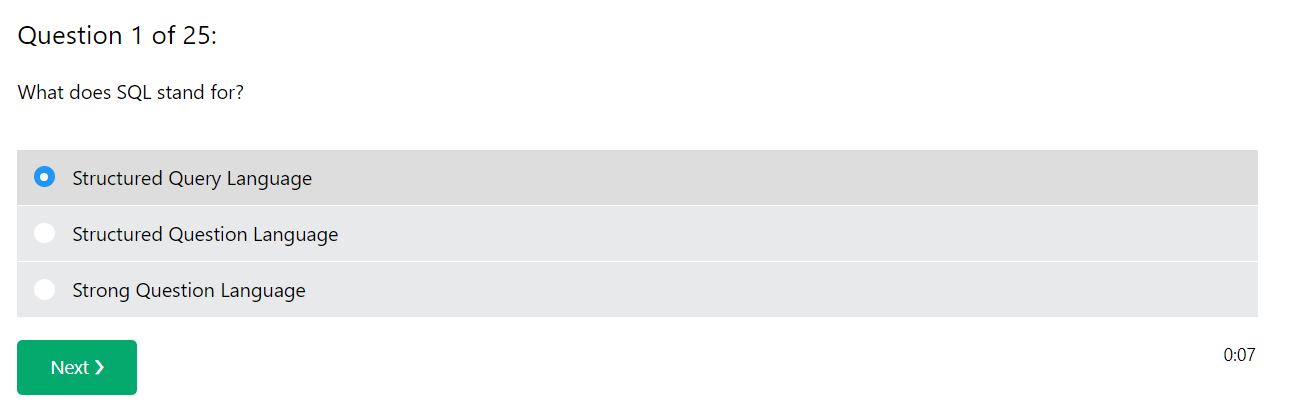 Question 1 of 25:
What does SQL stand for?
Structured Query Language
Structured Question Language
Strong Question Language
Next ❯
0:07